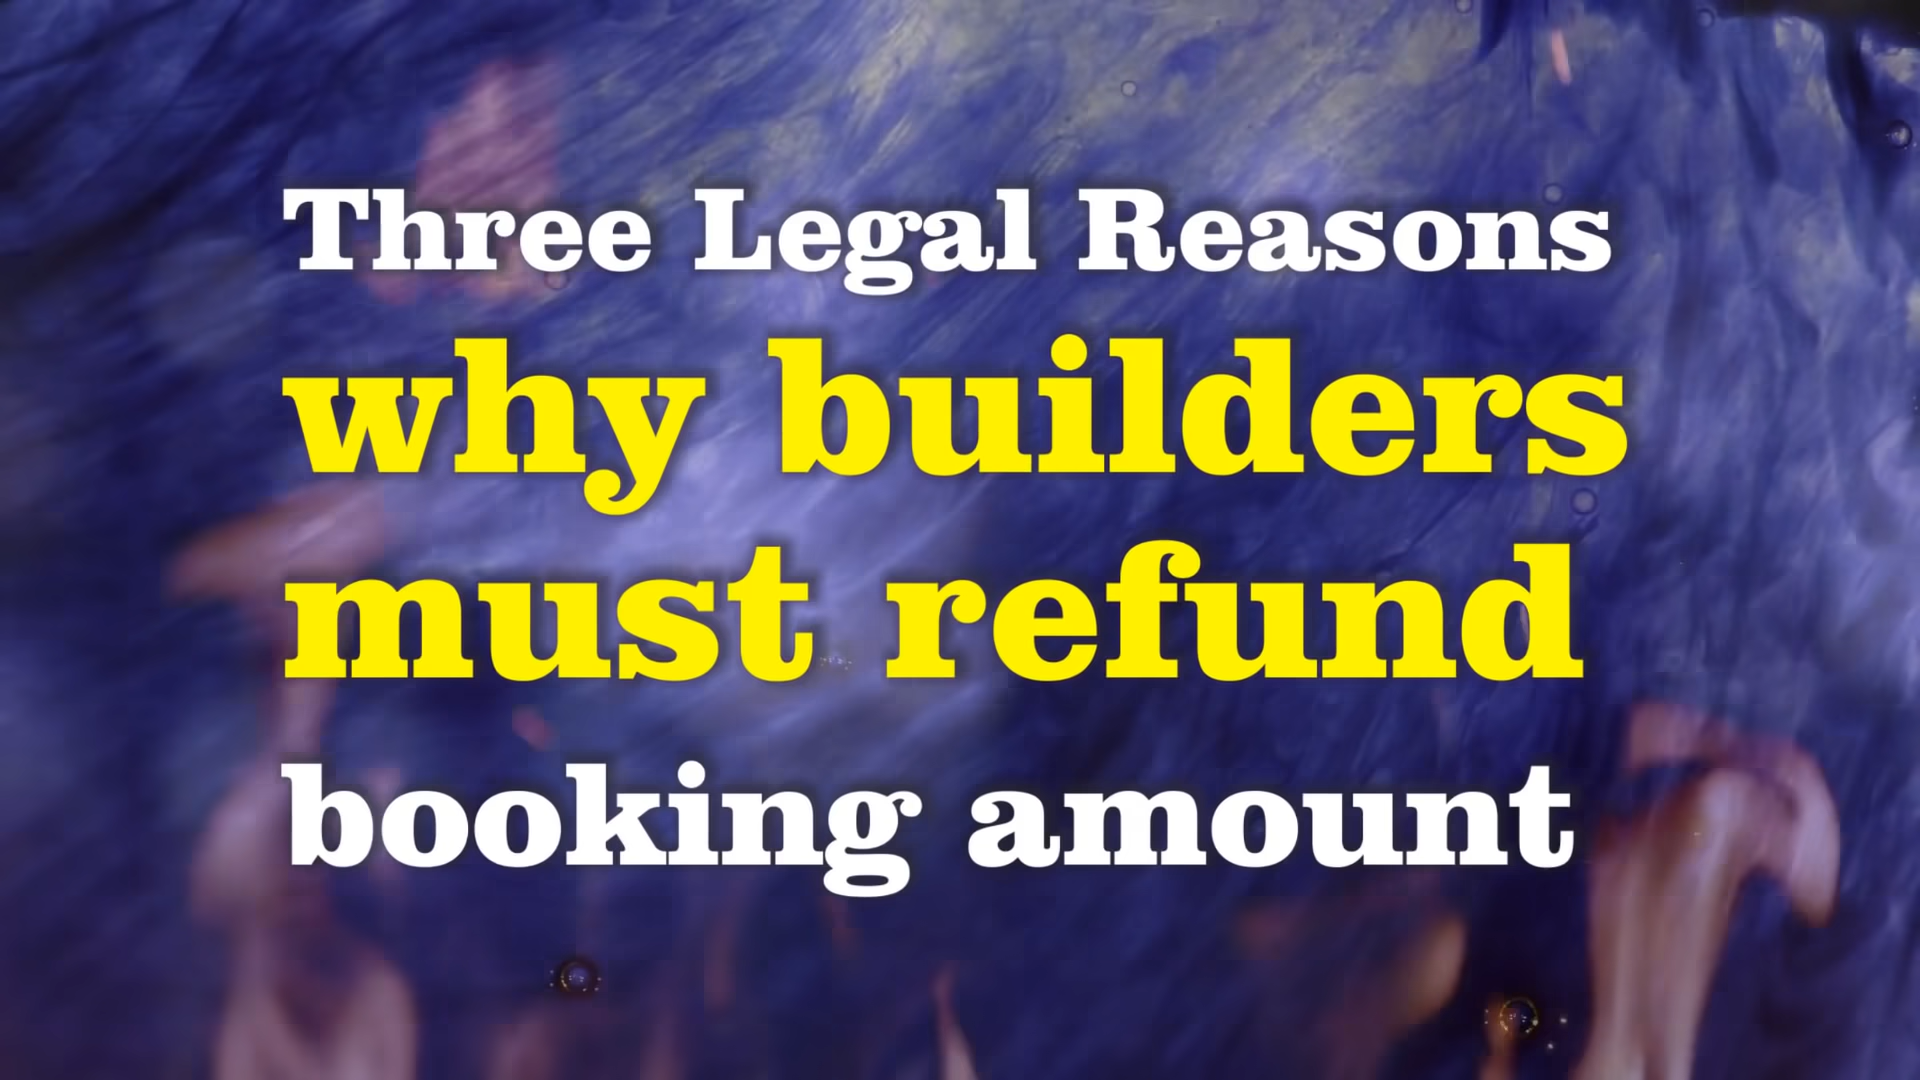 Three Legal Reasons
why builders
must refund
booking amount